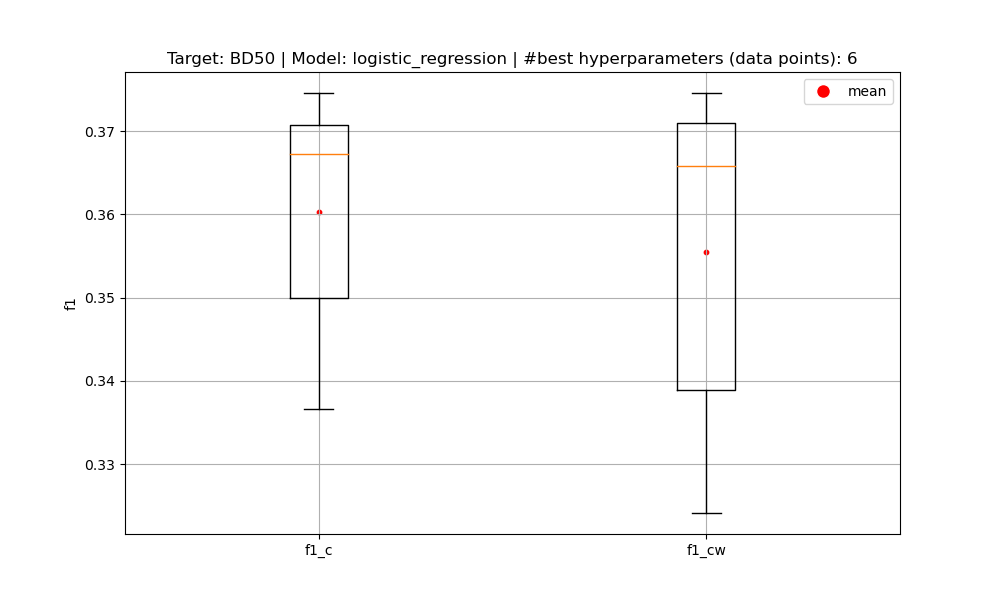 Target: BD50 | Model: logistic_regression | #best hyperparameters (data points): 6
mean
0.37
0.36
0.35
0.34
0.33
f1
f1_c
f1_cw